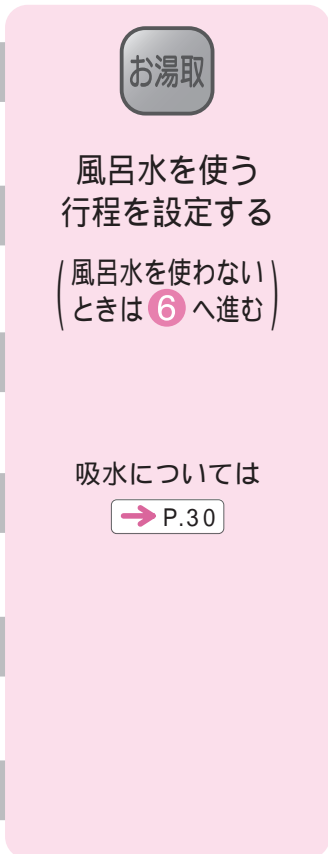 お湯取
風呂水を使う
行程を設定する
(風呂水を使わない
ときは 6 へ進む)
吸水については
→ P.30